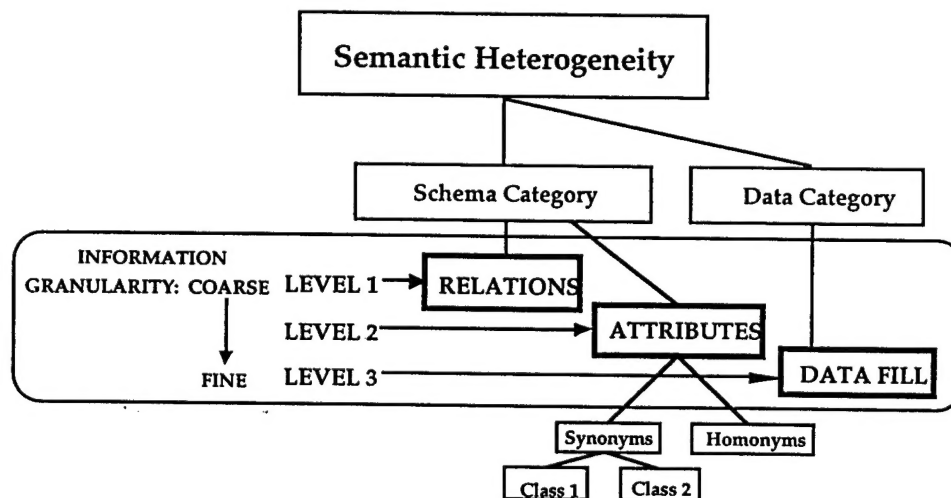 Semantic Heterogeneity
Schema Category
Data Category
INFORMATION
GRANULARITY: COARSE
LEVEL 1
RELATIONS
LEVEL 2
ATTRIBUTES
FINE
LEVEL 3
DATA FILL
Synonyms
Homonyms
Class 1
Class 2